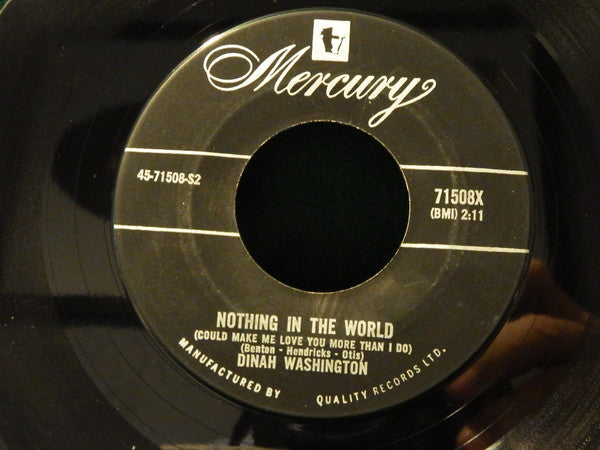 Mercury
45-71508-S2
71508X
(BMI) 2:11
NOTHING IN THE WORLD
(COULD MAKE ME LOVE YOU MORE THAN I DO)
(Benton - Hendricks - Otis)
DINAH WASHINGTON
MANUFACTURED BY QUALITY RECORDS LTD.